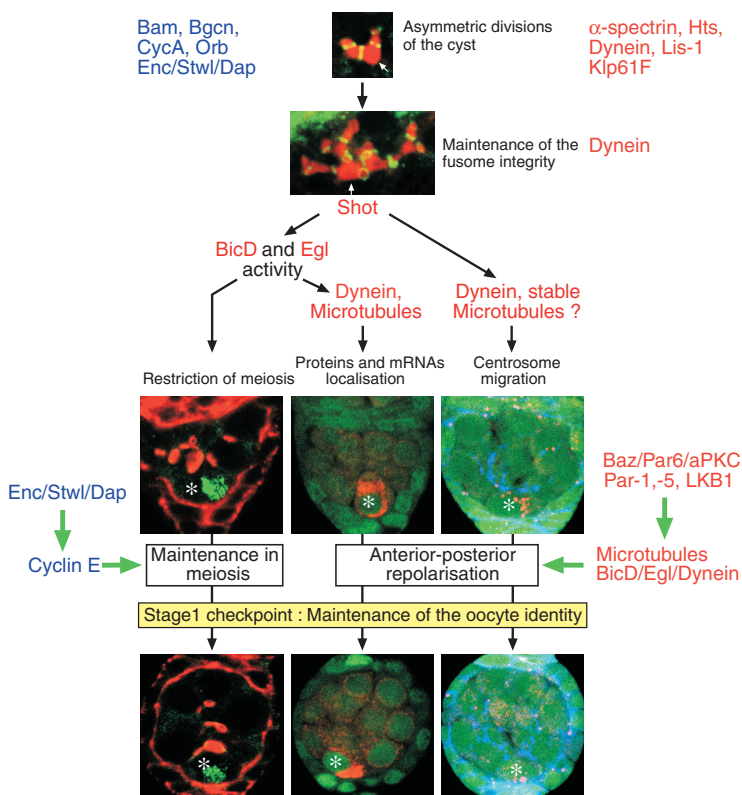 Bam, Bgcn,
CycA, Orb
Enc/Stwl/Dap
Asymmetric divisions
of the cyst
α-spectrin, Hts,
Dynein, Lis-1
Klp61F
Maintenance of the
fusome integrity
Dynein
Shot
BicD and Egl
activity
Dynein,
Microtubules
Dynein, stable
Microtubules ?
Restriction of meiosis
Proteins and mRNAs
localisation
Centrosome
migration
*
*
*
Enc/Stwl/Dap
Cyclin E
Maintenance in
meiosis
Anterior-posterior
repolarisation
Baz/Par6/aPKC
Par-1,-5, LKB1
Microtubules
BicD/Egl/Dynein
Stage1 checkpoint : Maintenance of the oocyte identity
*
*
*